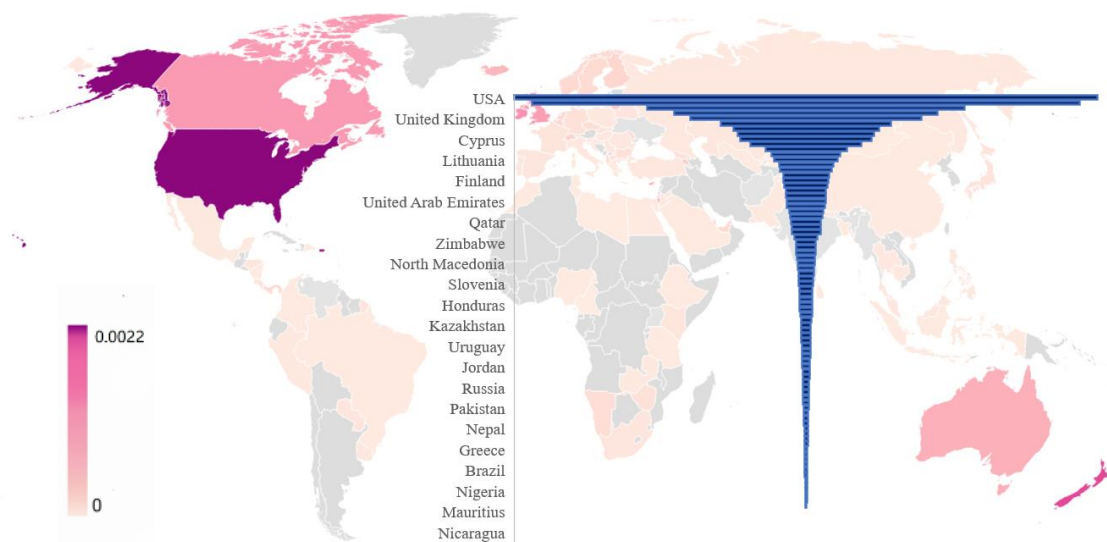 USA
United Kingdom
Cyprus
Lithuania
Finland
United Arab Emirates
Qatar
Zimbabwe
North Macedonia
Slovenia
Honduras
Kazakhstan
Uruguay
Jordan
Russia
Pakistan
Nepal
Greece
Brazil
Nigeria
Mauritius
Nicaragua
0.0022
0